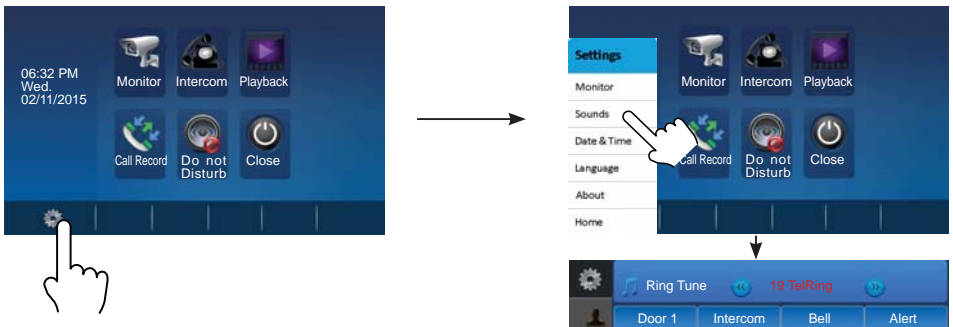 06:32 PM
Wed.
02/11/2015
Monitor Intercom Playback
Call Record Do not Disturb Close
Settings
Monitor
Sounds
Date & Time
Language
About
Home
Monitor Intercom Playback
Call Record Do not Disturb Close
Ring Tune 19 TelRing
Door 1 Intercom Bell Alert